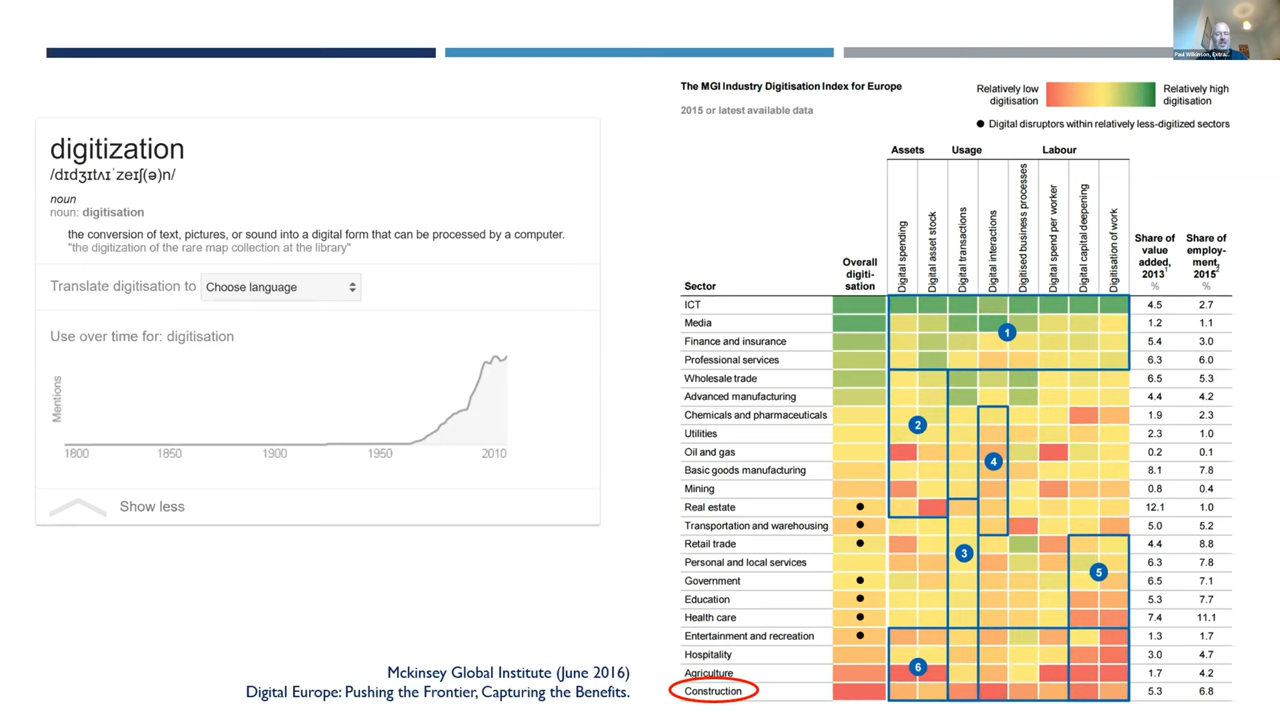 Paul Wilkinson, Extra...
digitization
/dɪdʒɪtʌɪˈzeɪʃ(ə)n/
noun
noun: digitisation
the conversion of text, pictures, or sound into a digital form that can be processed by a computer.
"the digitization of the rare map collection at the library"
Translate digitisation to Choose language
Use over time for: digitisation
Mentions
1800 1850 1900 1950 2010
Show less
Mckinsey Global Institute (June 2016)
Digital Europe: Pushing the Frontier, Capturing the Benefits.
The MGI Industry Digitisation Index for Europe
2015 or latest available data
Relatively low digitisation
Relatively high digitisation
Digital disruptors within relatively less-digitized sectors
Assets Usage Labour
Sector
Overall digiti-sation
Digital spending
Digital asset stock
Digital transactions
Digital interactions
Digitised business processes
Digital spend per worker
Digital capital deepening
Digitisation of work
Share of value added, 2013¹ %
Share of employ-ment, 2015² %
ICT 4.5 2.7
Media 1.2 1.1
Finance and insurance 5.4 3.0
Professional services 6.3 6.0
Wholesale trade 6.5 5.3
Advanced manufacturing 4.4 4.2
Chemicals and pharmaceuticals 1.9 2.3
Utilities 2.3 1.0
Oil and gas 0.2 0.1
Basic goods manufacturing 8.1 7.8
Mining 0.8 0.4
Real estate 12.1 1.0
Transportation and warehousing 5.0 5.2
Retail trade 4.4 8.8
Personal and local services 6.3 7.8
Government 6.5 7.1
Education 5.3 7.7
Health care 7.4 11.1
Entertainment and recreation 1.3 1.7
Hospitality 3.0 4.7
Agriculture 1.7 4.2
Construction 5.3 6.8
1
2
4
3
5
6